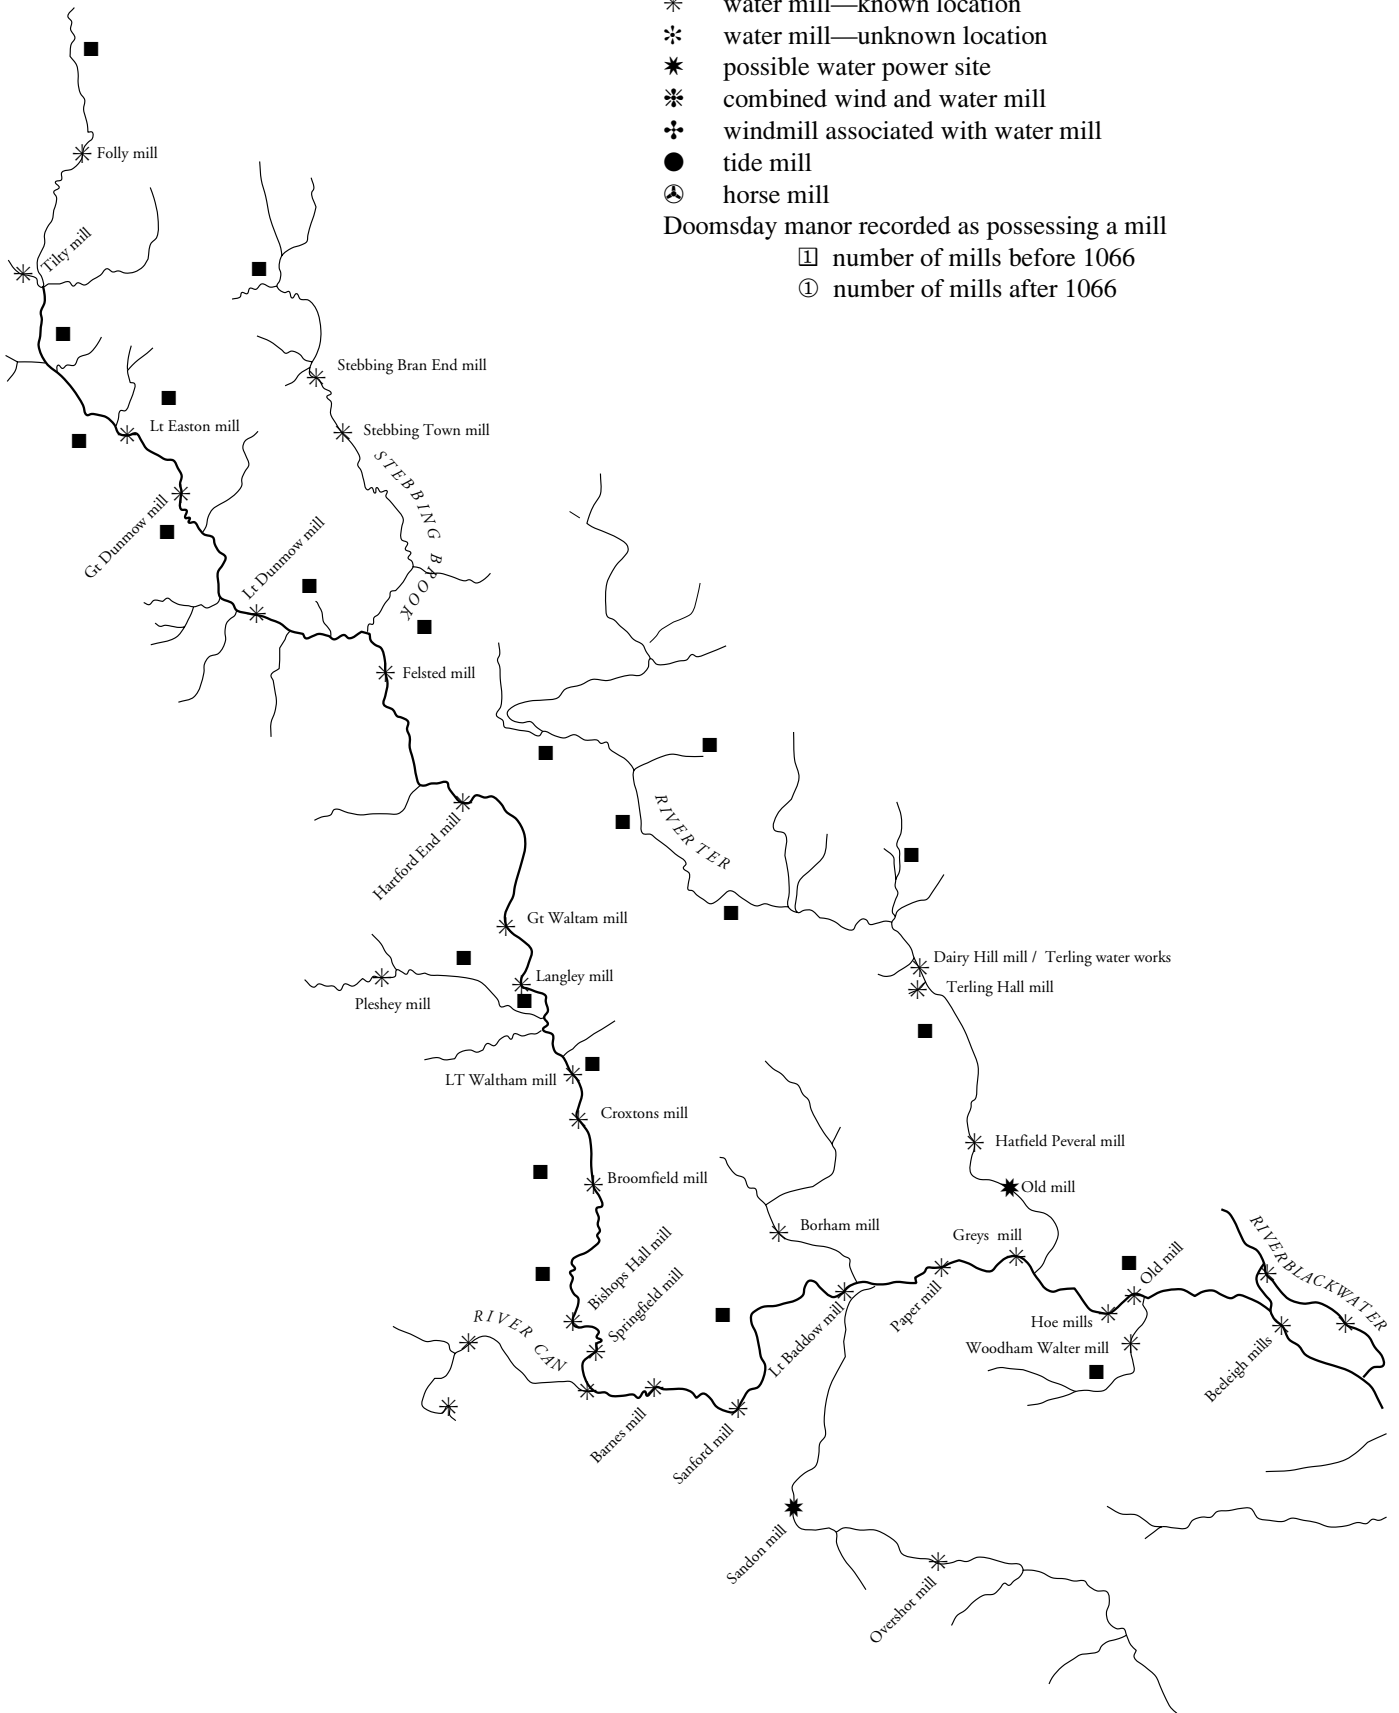 water mill—known location
water mill—unknown location
possible water power site
combined wind and water mill
windmill associated with water mill
tide mill
horse mill
Doomsday manor recorded as possessing a mill
1 number of mills before 1066
① number of mills after 1066
Folly mill
Tilty mill
Stebbing Bran End mill
Lt Easton mill
Stebbing Town mill
STEBBING BROOK
Gt Dunmow mill
Lt Dunmow mill
Felsted mill
RIVER TER
Hartford End mill
Gt Waltam mill
Dairy Hill mill / Terling water works
Langley mill
Terling Hall mill
Pleshey mill
LT Waltham mill
Croxtons mill
Hatfield Peveral mill
Broomfield mill
Old mill
Borham mill
Greys mill
Bishops Hall mill
Springfield mill
RIVER CAN
Old mill
RIVERBLACKWATER
Paper mill
Hoe mills
Lt Baddow mill
Woodham Walter mill
Beeleigh mills
Barnes mill
Sanford mill
Sandon mill
Overshot mill